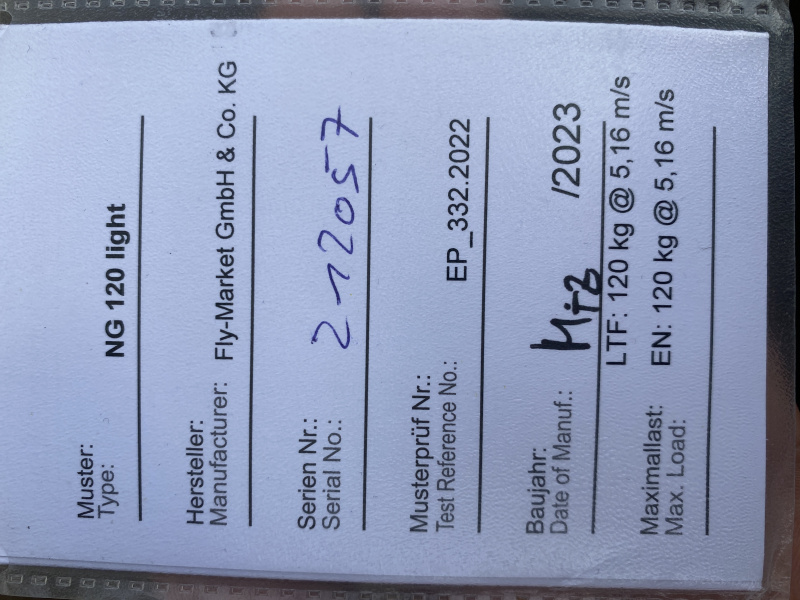 Muster:
Type: NG 120 light
Hersteller:
Manufacturer: Fly-Market GmbH & Co. KG
Serien Nr.:
Serial No.: 212057
Musterprüf Nr.:
Test Reference No.: EP_332.2022
Baujahr:
Date of Manuf.: /2023
LTF: 120 kg @ 5,16 m/s
Maximallast:
Max. Load: EN: 120 kg @ 5,16 m/s